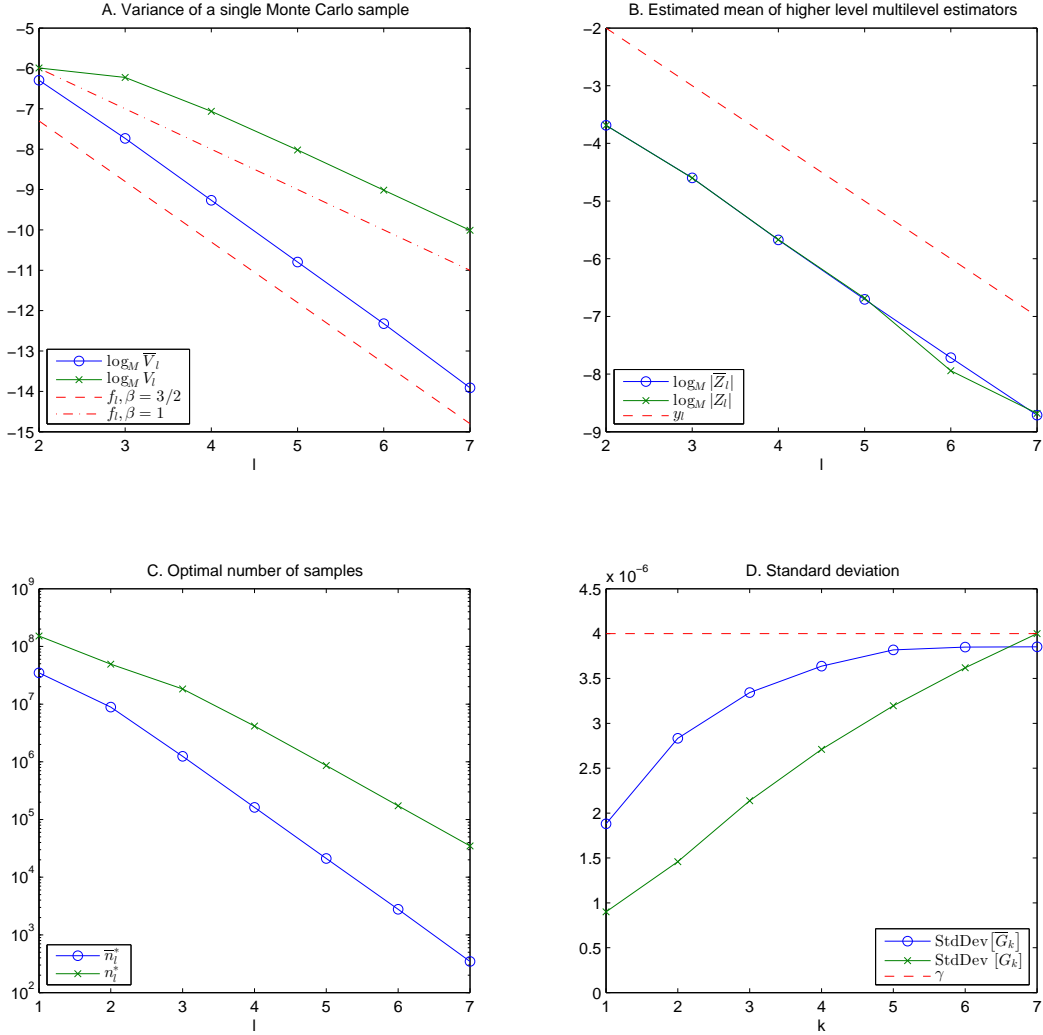 A. Variance of a single Monte Carlo sample
−5
−6
−7
−8
−9
−10
−11
−12
−13
−14
−15
2 3 4 5 6 7
l
log_M V̅_l
log_M V_l
f_l, β = 3/2
f_l, β = 1
B. Estimated mean of higher level multilevel estimators
−2
−3
−4
−5
−6
−7
−8
−9
2 3 4 5 6 7
l
log_M |Z̅_l|
log_M |Z_l|
y_l
C. Optimal number of samples
10^9
10^8
10^7
10^6
10^5
10^4
10^3
10^2
1 2 3 4 5 6 7
l
n̅_l^*
n_l^*
D. Standard deviation
x 10^−6
4.5
4
3.5
3
2.5
2
1.5
1
0.5
0
1 2 3 4 5 6 7
k
StdDev [G̅_k]
StdDev [G_k]
γ